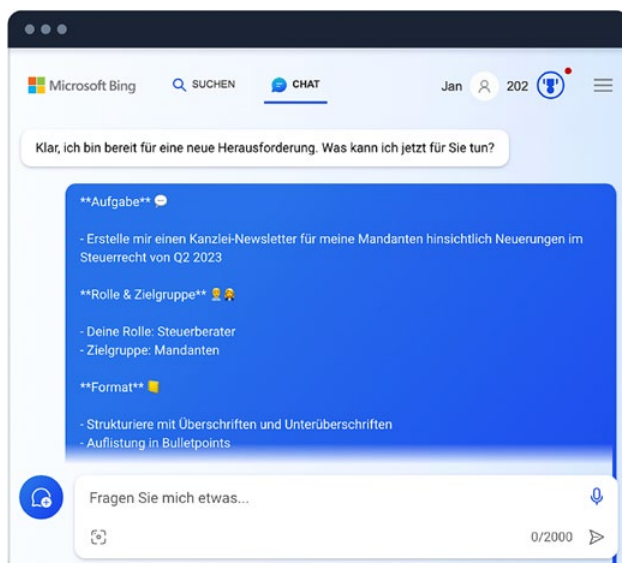 Microsoft Bing
SUCHEN
CHAT
Jan
202
Klar, ich bin bereit für eine neue Herausforderung. Was kann ich jetzt für Sie tun?
**Aufgabe** 💬
- Erstelle mir einen Kanzlei-Newsletter für meine Mandanten hinsichtlich Neuerungen im
Steuerrecht von Q2 2023
**Rolle & Zielgruppe**
- Deine Rolle: Steuerberater
- Zielgruppe: Mandanten
**Format**
- Strukturiere mit Überschriften und Unterüberschriften
- Auflistung in Bulletpoints
Fragen Sie mich etwas...
0/2000